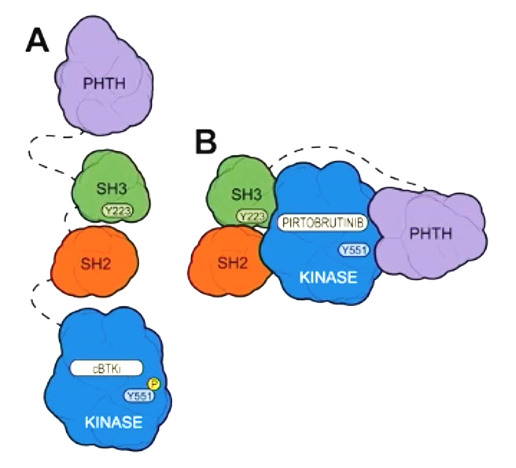 A
PHTH
SH3
Y223
SH2
cBTKi
P
Y551
KINASE
B
SH3
Y223
SH2
PIRTOBRUTINIB
Y551
KINASE
PHTH